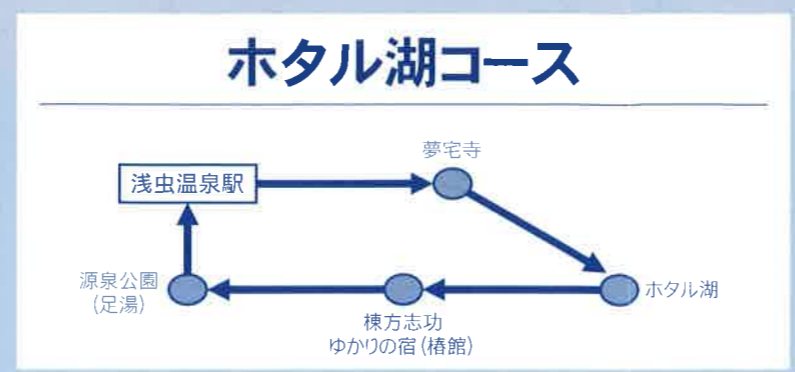 ホタル湖コース
夢宅寺
浅虫温泉駅
源泉公園
(足湯)
ホタル湖
棟方志功
ゆかりの宿(椿館)